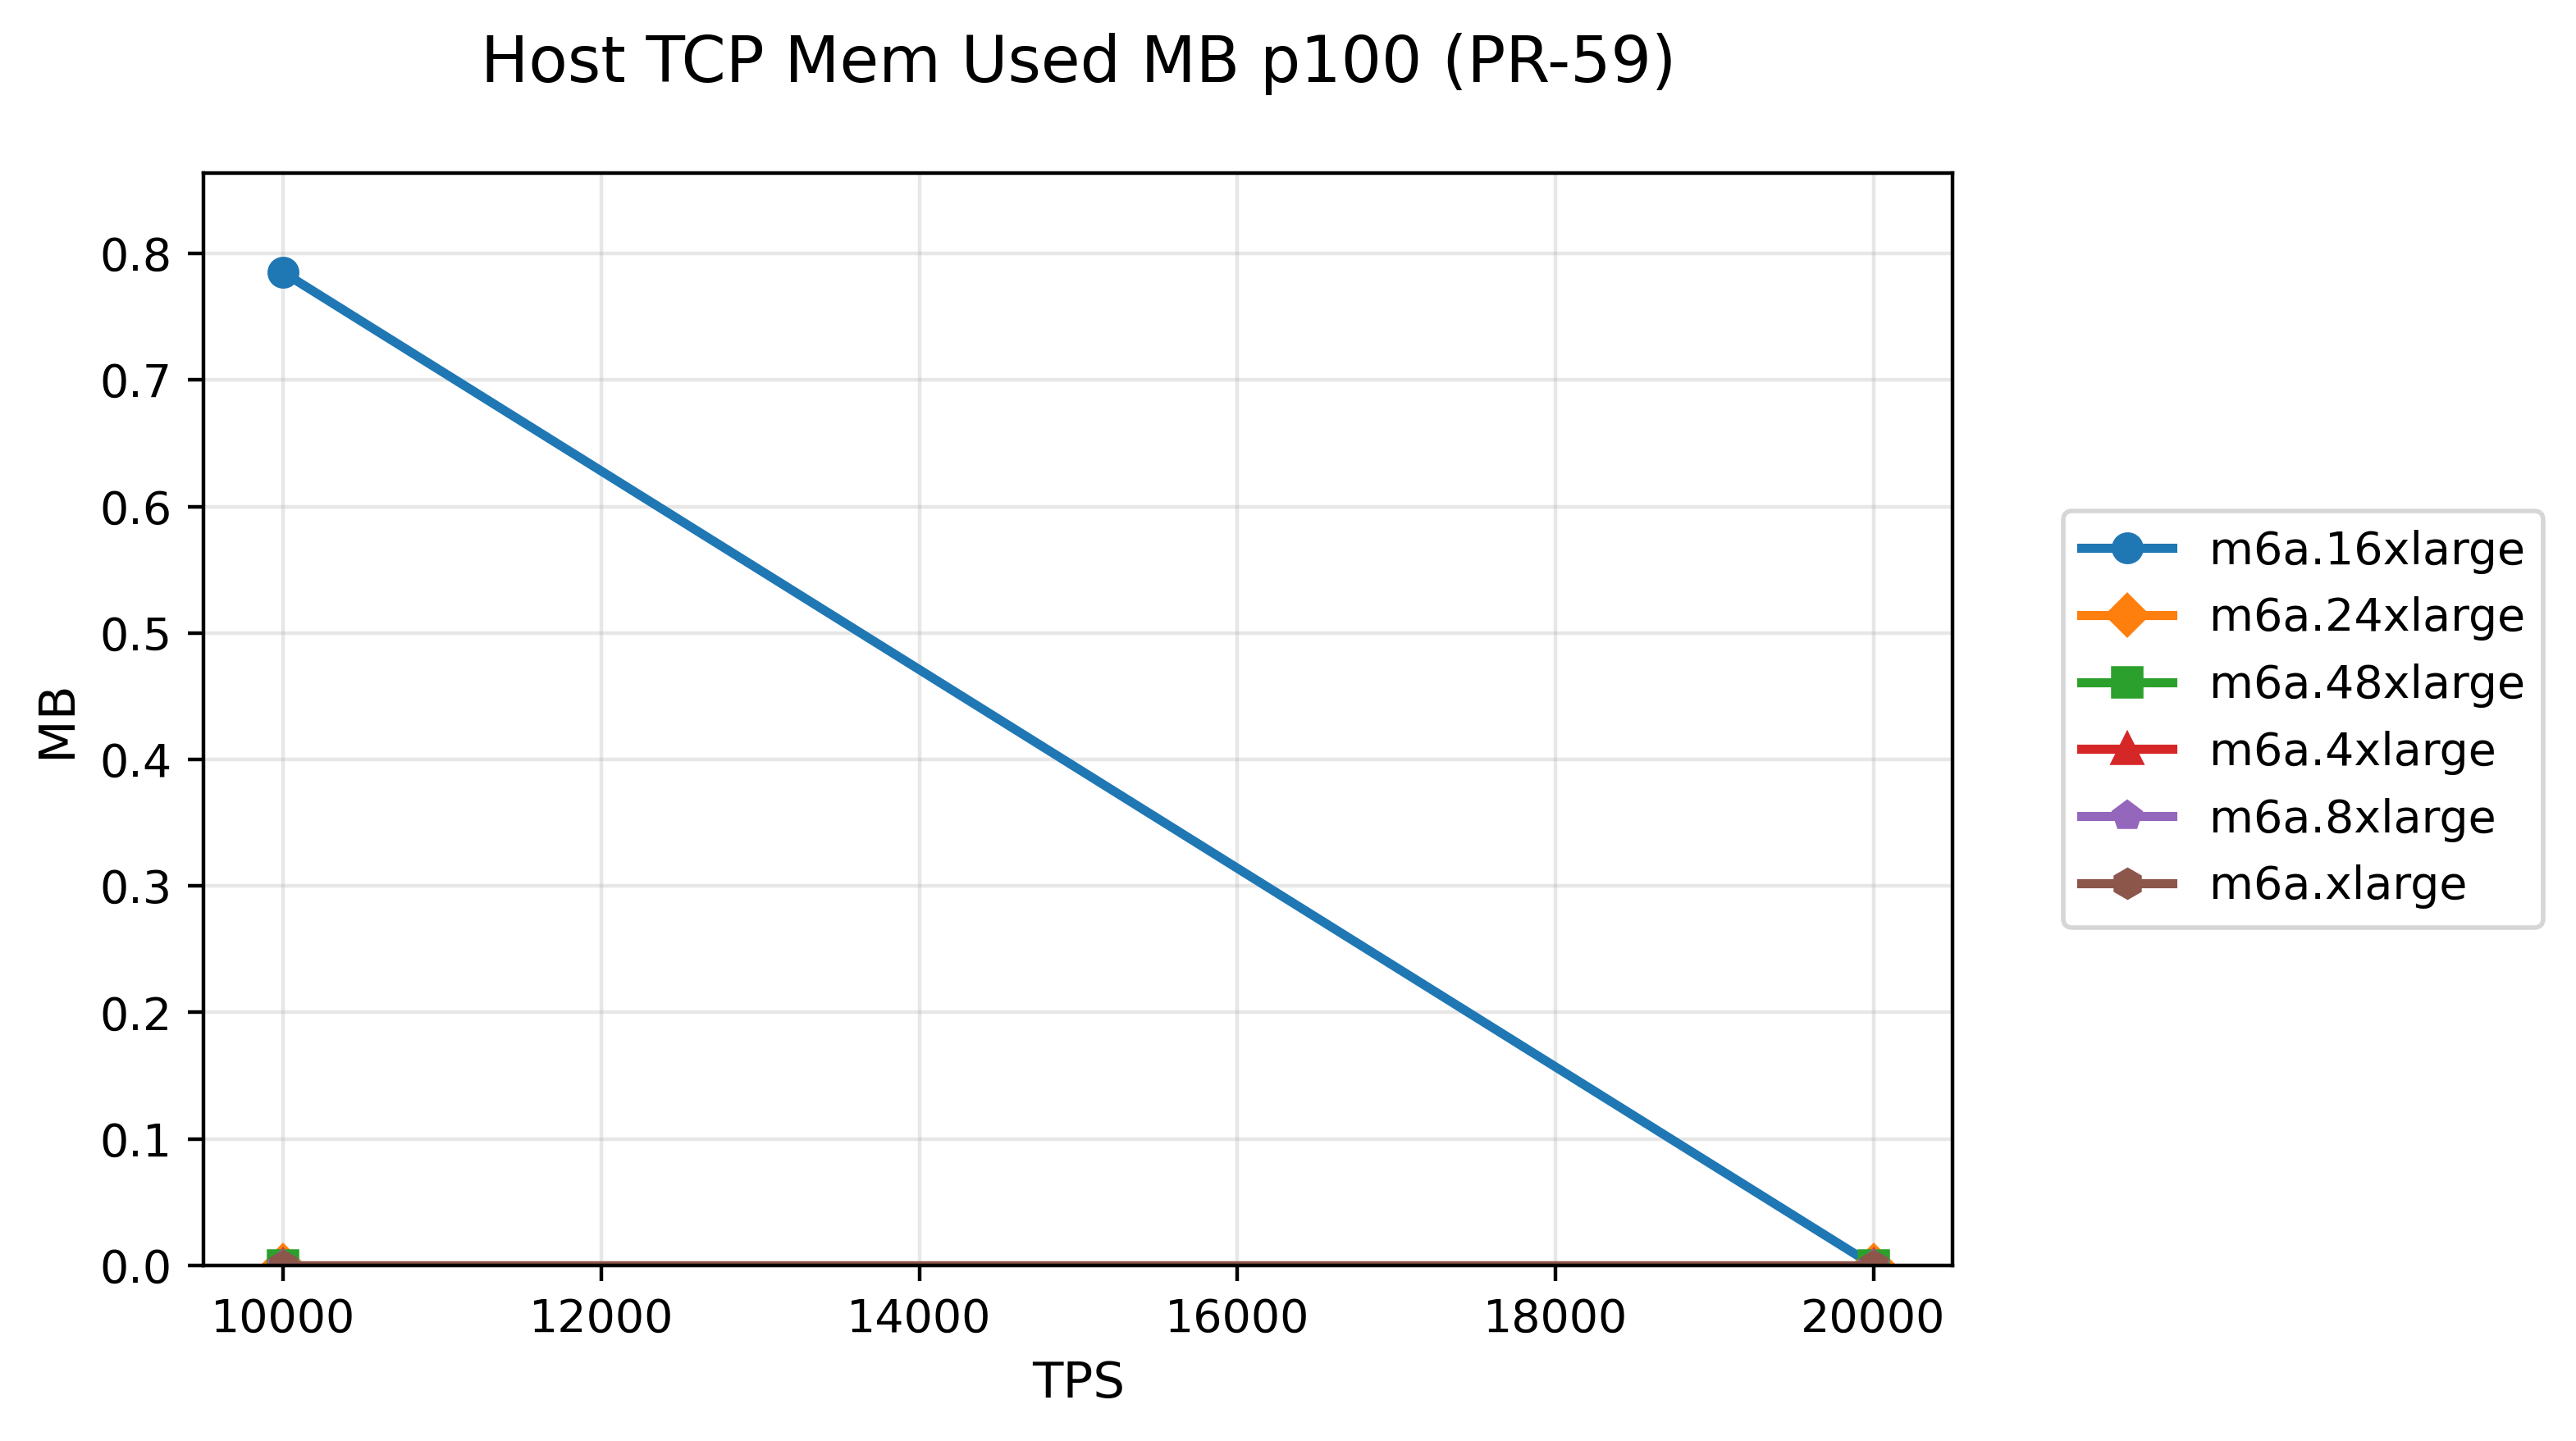 Host TCP Mem Used MB p100 (PR-59)
0.8
0.7
0.6
0.5
0.4
0.3
0.2
0.1
0.0
MB
10000 12000 14000 16000 18000 20000
TPS
m6a.16xlarge
m6a.24xlarge
m6a.48xlarge
m6a.4xlarge
m6a.8xlarge
m6a.xlarge